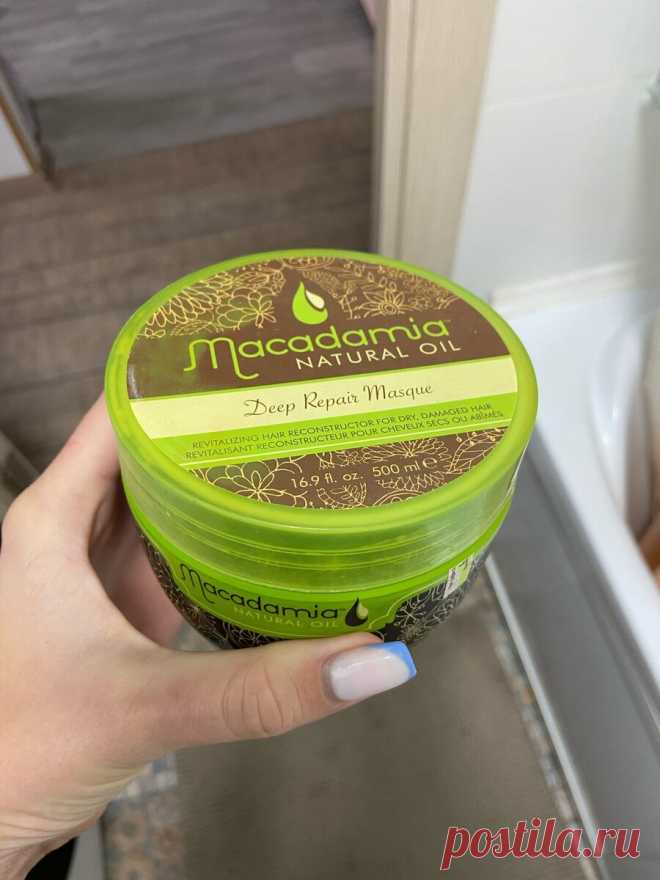 Macadamia
NATURAL OIL
Deep Repair Masque
REVITALIZING HAIR RECONSTRUCTOR FOR DRY, DAMAGED HAIR
REVITALISANT RECONSTRUCTEUR POUR CHEVEUX SECS OU ABÎMÉS
16.9 fl. oz. 500 ml e
Macadamia
NATURAL OIL
postila.ru